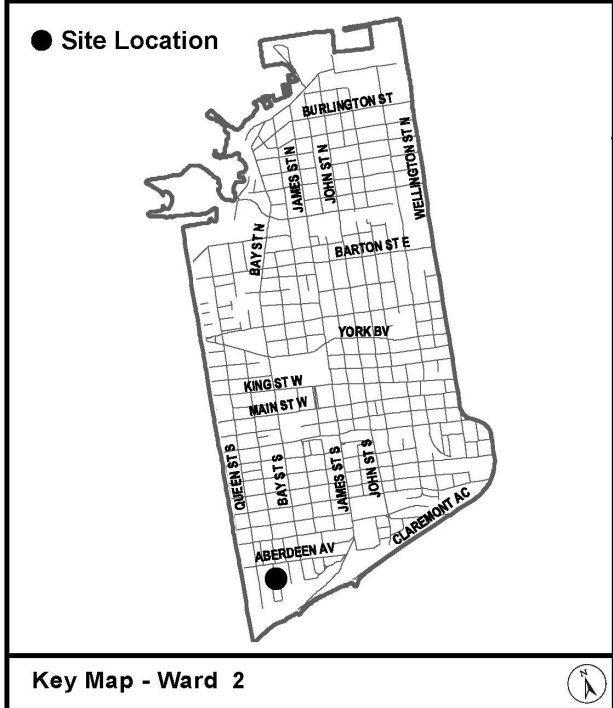 Site Location
BURLINGTON ST
JAMES ST N
JOHN ST N
WELLINGTON ST N
BAY ST N
BARTON ST E
YORK BV
KING ST W
MAIN ST W
QUEEN ST S
BAY ST S
JAMES ST S
JOHN ST S
CLAREMONT AC
ABERDEEN AV
Key Map - Ward 2
N